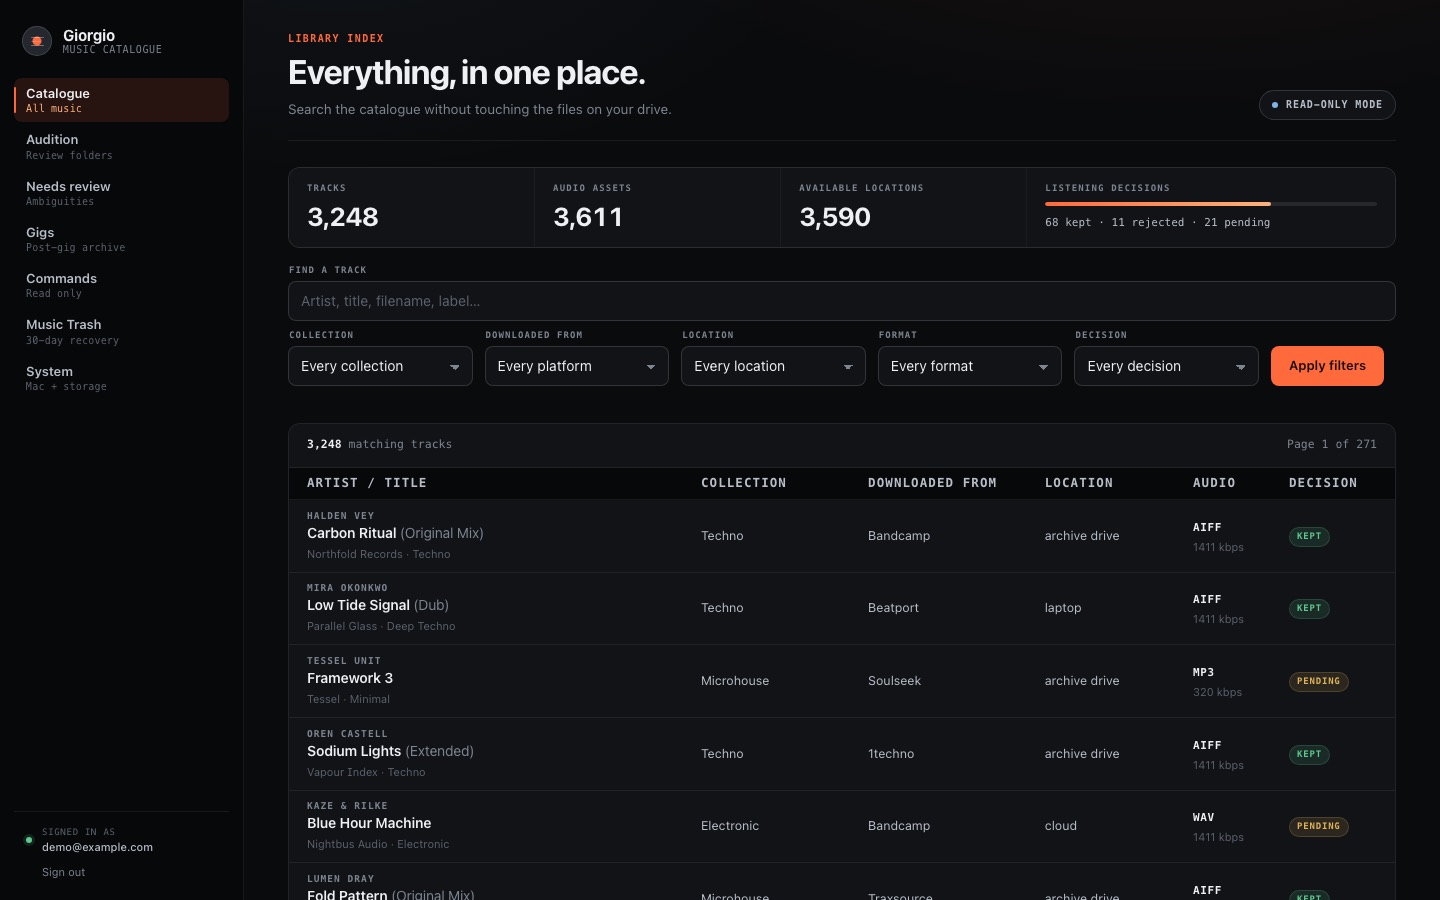 Giorgio
MUSIC CATALOGUE
Catalogue
All music
Audition
Review folders
Needs review
Ambiguities
Gigs
Post-gig archive
Commands
Read only
Music Trash
30-day recovery
System
Mac + storage
SIGNED IN AS
demo@example.com
Sign out
LIBRARY INDEX
Everything, in one place.
Search the catalogue without touching the files on your drive.
READ-ONLY MODE
TRACKS
3,248
AUDIO ASSETS
3,611
AVAILABLE LOCATIONS
3,590
LISTENING DECISIONS
68 kept · 11 rejected · 21 pending
FIND A TRACK
Artist, title, filename, label...
COLLECTION
Every collection
DOWNLOADED FROM
Every platform
LOCATION
Every location
FORMAT
Every format
DECISION
Every decision
Apply filters
3,248 matching tracks
Page 1 of 271
ARTIST / TITLE COLLECTION DOWNLOADED FROM LOCATION AUDIO DECISION
HALDEN VEY
Carbon Ritual (Original Mix)
Northfold Records · Techno
Techno
Bandcamp
archive drive
AIFF
1411 kbps
KEPT
MIRA OKONKWO
Low Tide Signal (Dub)
Parallel Glass · Deep Techno
Techno
Beatport
laptop
AIFF
1411 kbps
KEPT
TESSEL UNIT
Framework 3
Tessel · Minimal
Microhouse
Soulseek
archive drive
MP3
320 kbps
PENDING
OREN CASTELL
Sodium Lights (Extended)
Vapour Index · Techno
Techno
1techno
archive drive
AIFF
1411 kbps
KEPT
KAZE & RILKE
Blue Hour Machine
Nightbus Audio · Electronic
Electronic
Bandcamp
cloud
WAV
1411 kbps
PENDING
LUMEN DRAY
Fold Pattern (Original Mix)
Microhouse
Traxsource
archive drive
AIFF
KEPT